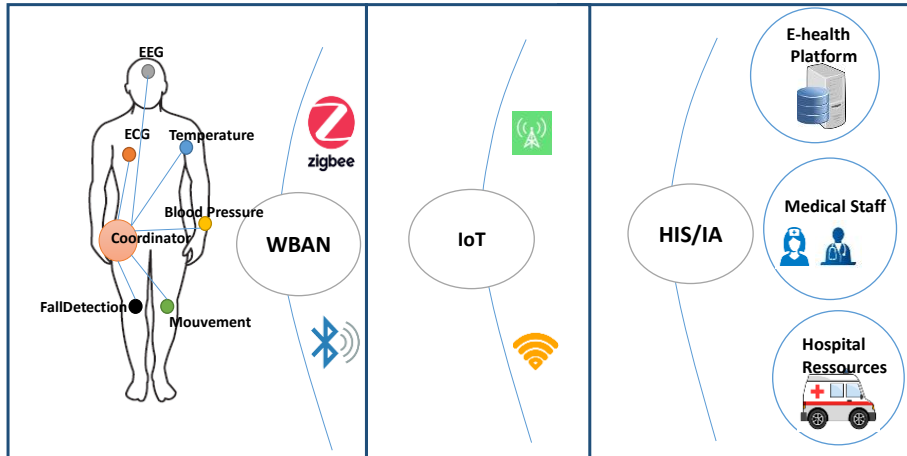 EEG
ECG
Temperature
Blood Pressure
Coordinator
FallDetection
Mouvement
zigbee
WBAN
IoT
HIS/IA
E-health
Platform
Medical Staff
Hospital
Ressources